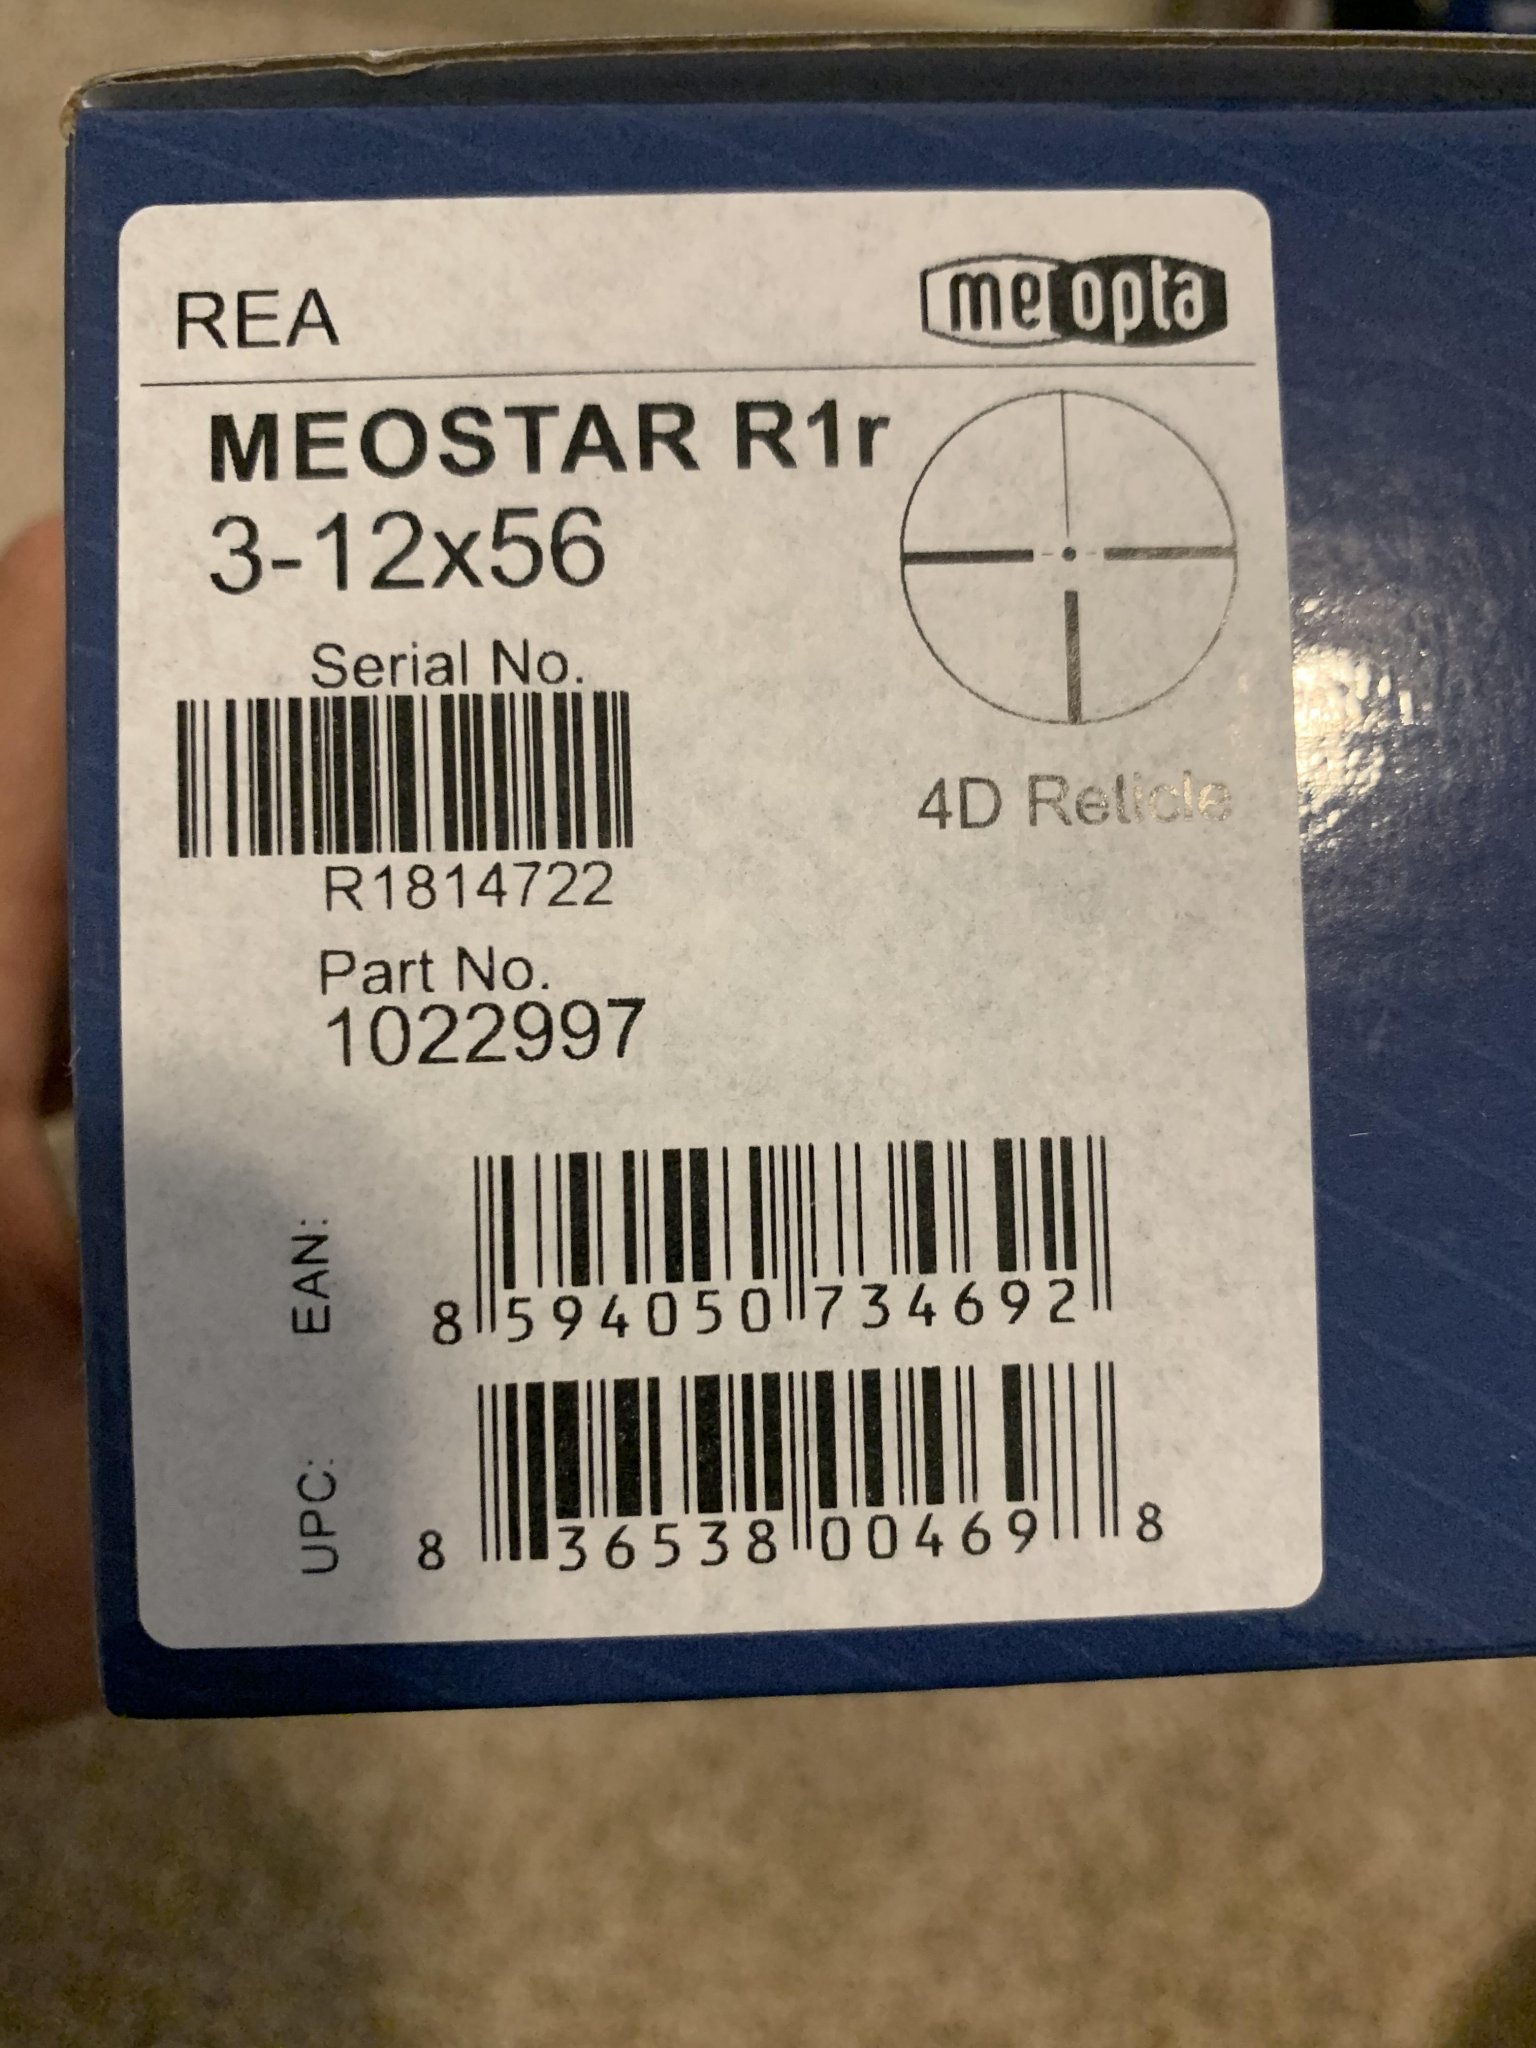 REA
meopta
MEOSTAR R1r
3-12x56
Serial No.
R1814722
4D Reticle
Part No.
1022997
EAN:
8 594050 734692
UPC:
8 36538 00469 8